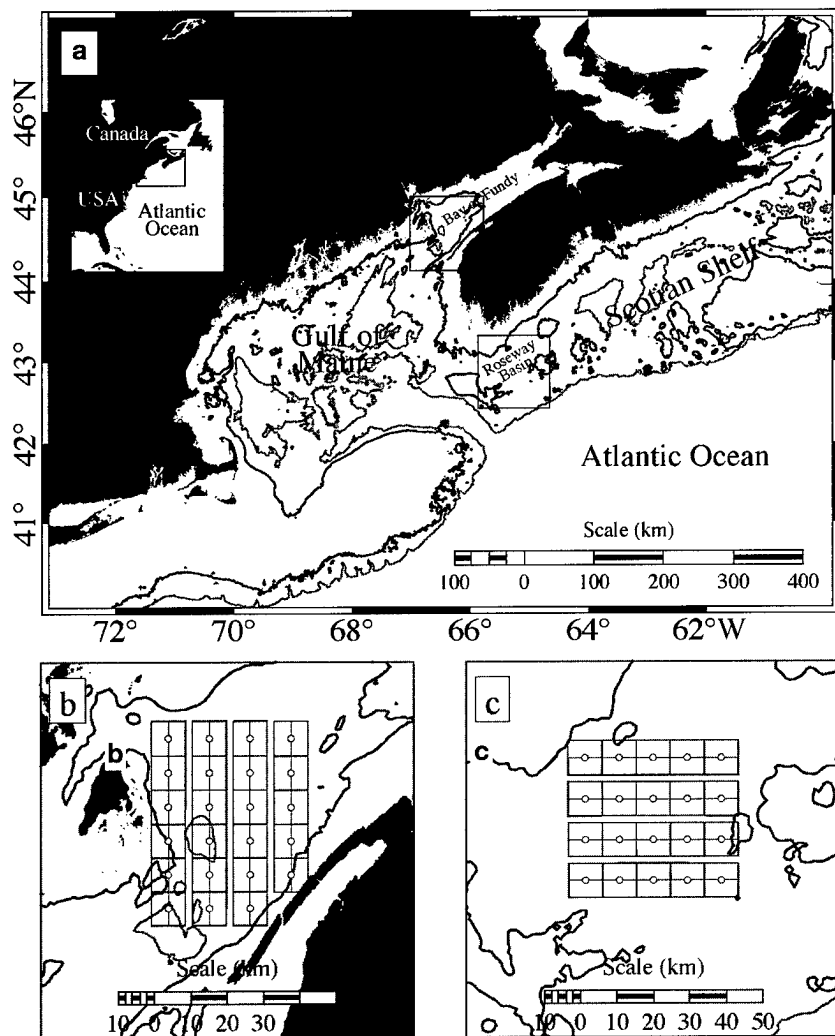 a
46°N
Canada
45°
USA
Atlantic
Ocean
Bay of Fundy
44°
Scotian Shelf
Gulf of
Maine
43°
Roseway
Basin
42°
Atlantic Ocean
41°
Scale (km)
100 0 100 200 300 400
72° 70° 68° 66° 64° 62°W
b
b
Scale (km)
10 0 10 20 30
c
c
Scale (km)
10 0 10 20 30 40 50